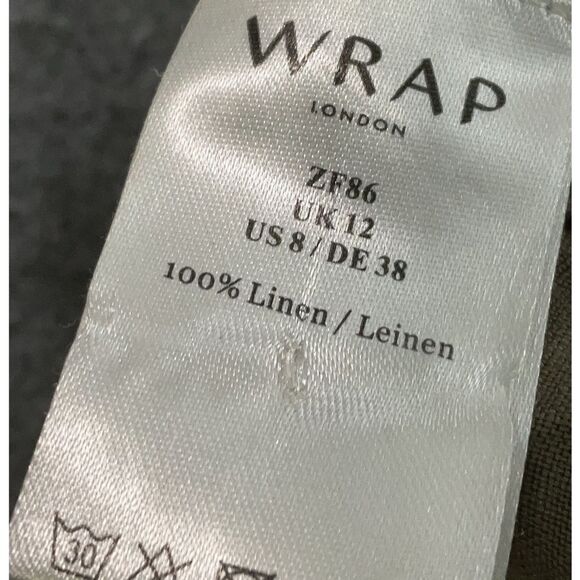 WRAP
LONDON
ZF86
UK 12
US 8 / DE 38
100% Linen / Leinen
30